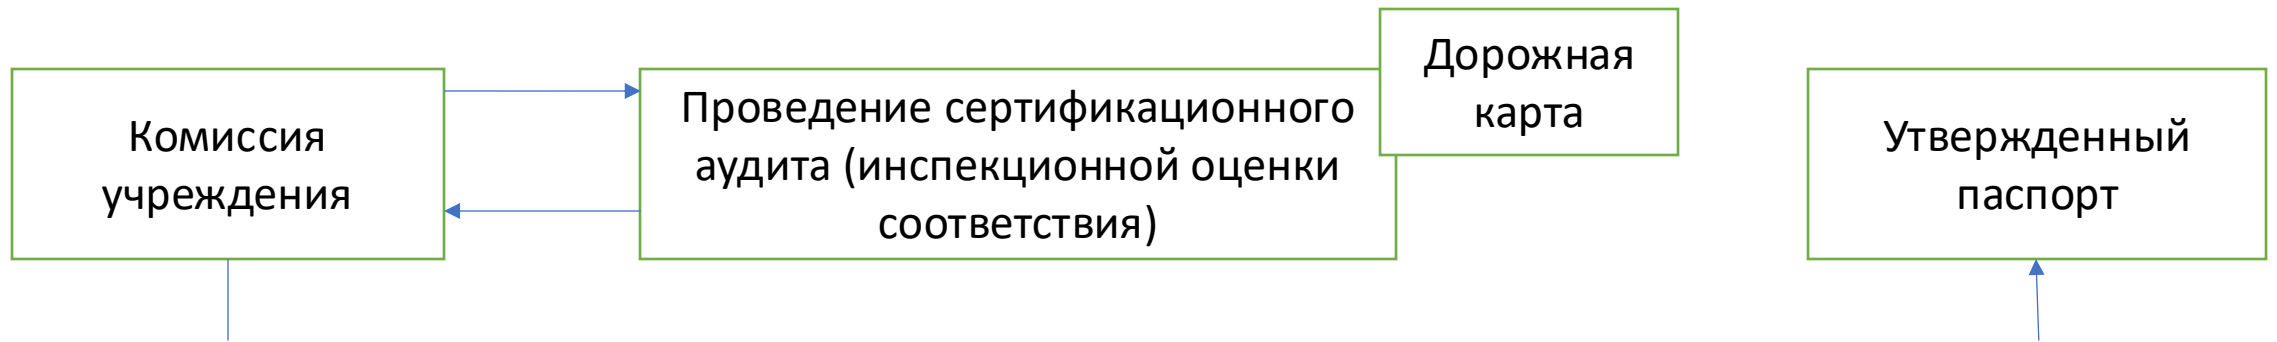 Комиссия
учреждения
Проведение сертификационного
аудита (инспекционной оценки
соответствия)
Дорожная
карта
Утвержденный
паспорт